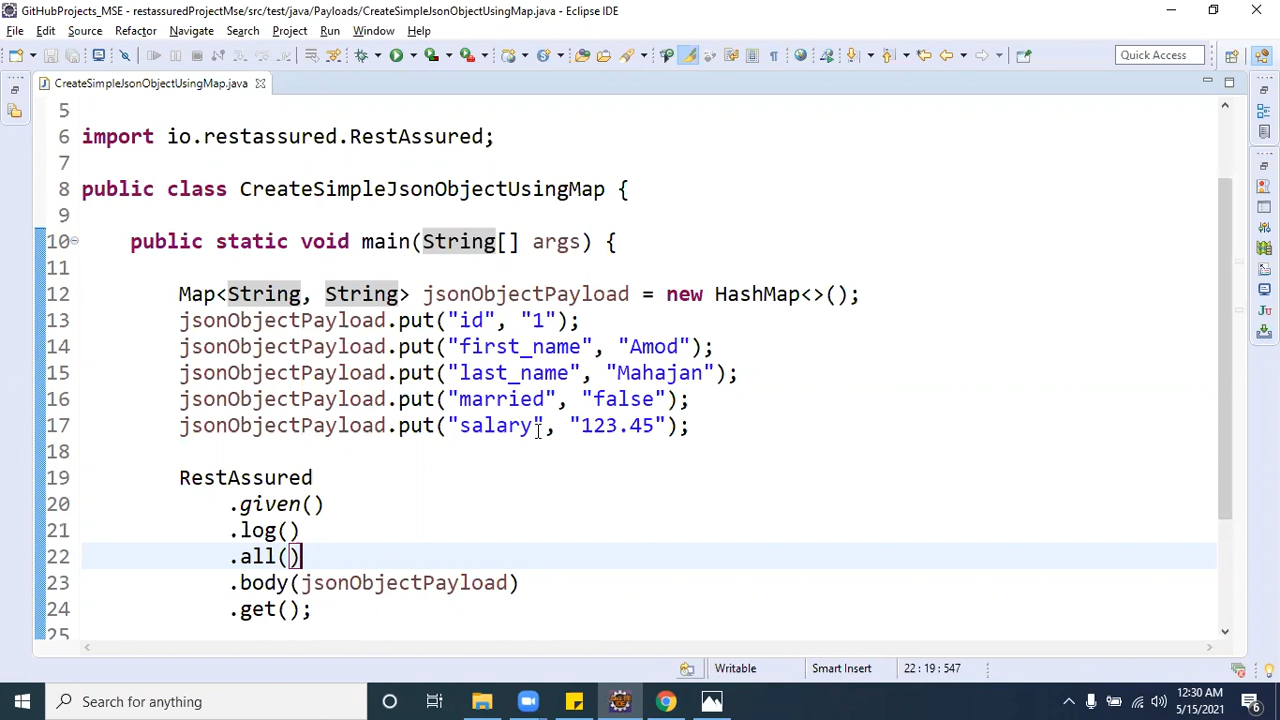 GitHubProjects_MSE - restassuredProjectMse/src/test/java/Payloads/CreateSimpleJsonObjectUsingMap.java - Eclipse IDE
File Edit Source Refactor Navigate Search Project Run Window Help
Quick Access
CreateSimpleJsonObjectUsingMap.java
5
6 import io.restassured.RestAssured;
7
8 public class CreateSimpleJsonObjectUsingMap {
9
10 public static void main(String[] args) {
11
12 Map<String, String> jsonObjectPayload = new HashMap<>();
13 jsonObjectPayload.put("id", "1");
14 jsonObjectPayload.put("first_name", "Amod");
15 jsonObjectPayload.put("last_name", "Mahajan");
16 jsonObjectPayload.put("married", "false");
17 jsonObjectPayload.put("salary", "123.45");
18
19 RestAssured
20 .given()
21 .log()
22 .all()
23 .body(jsonObjectPayload)
24 .get();
25
Writable Smart Insert 22 : 19 : 547
Search for anything
12:30 AM
5/15/2021
6